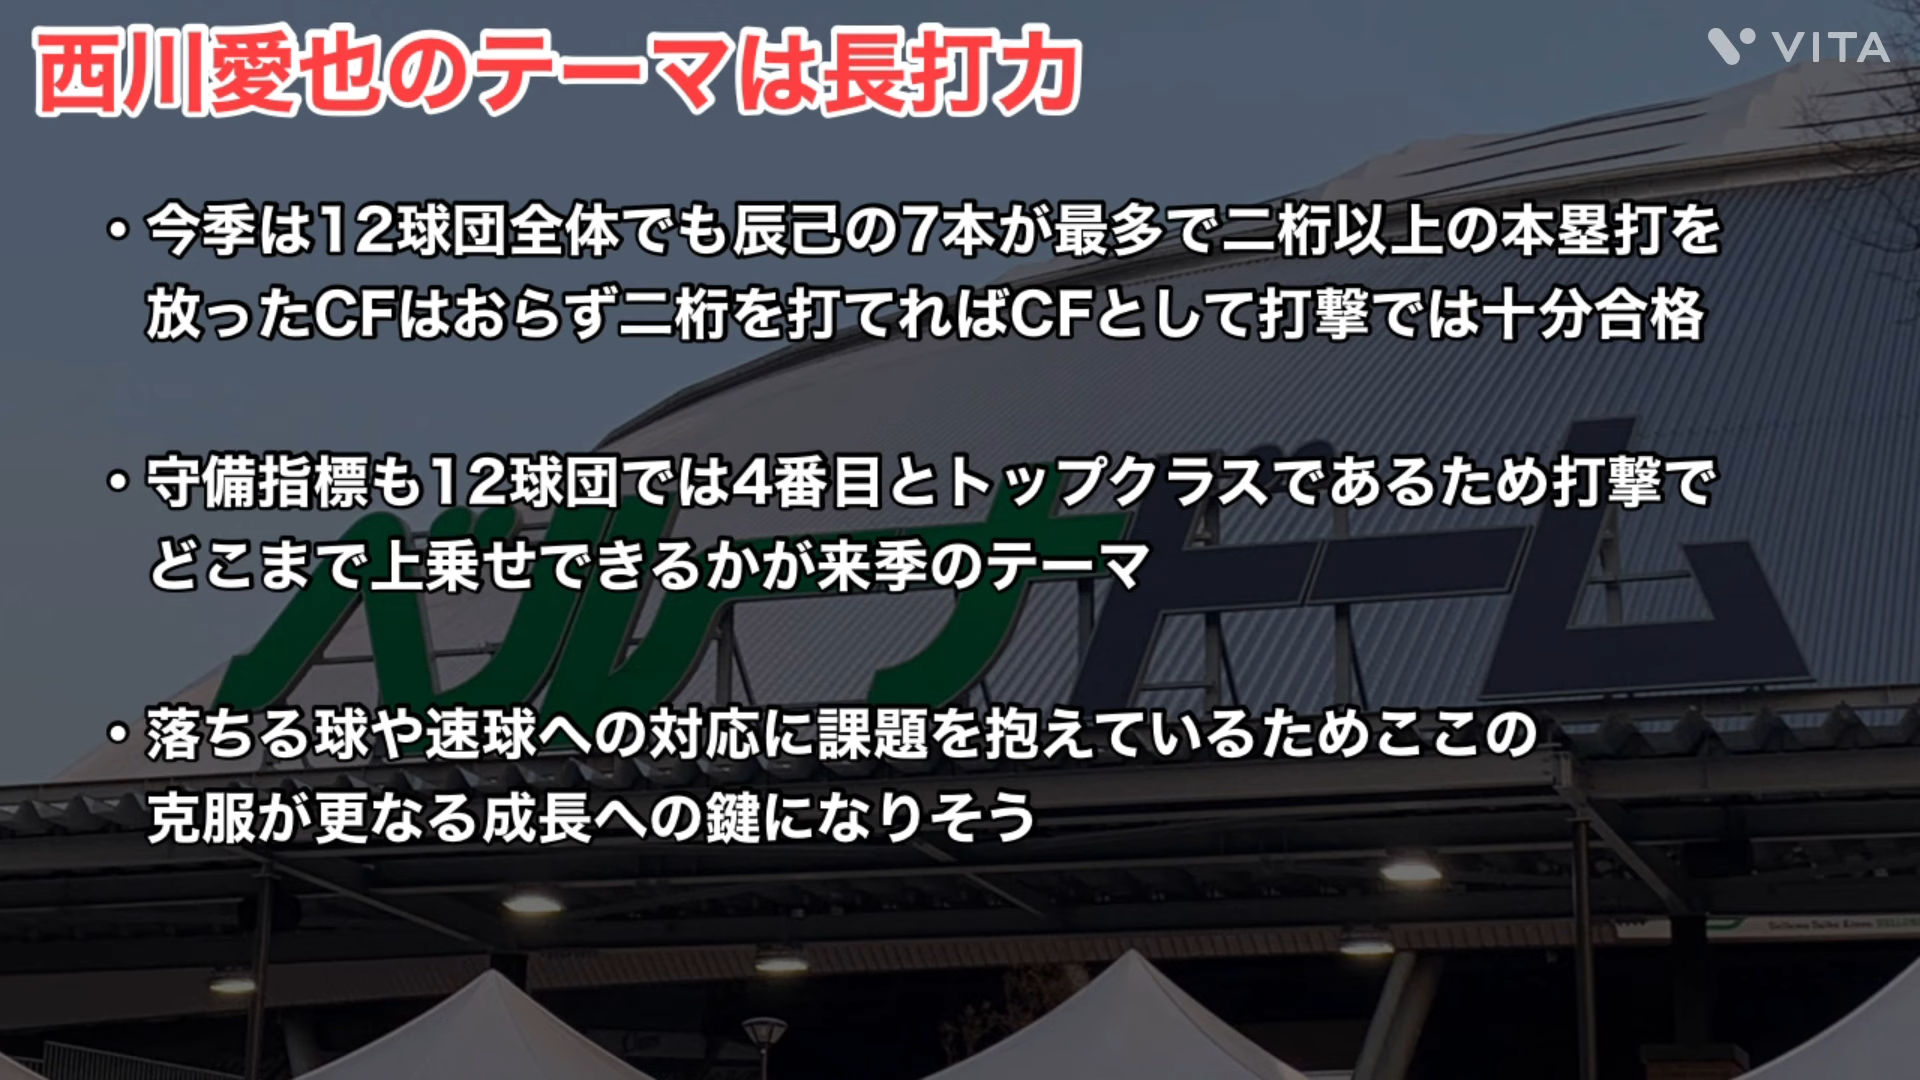 西川愛也のテーマは長打力
VITA
・今季は12球団全体でも辰己の7本が最多で二桁以上の本塁打を
放ったCFはおらず二桁を打てればCFとして打撃では十分合格
・守備指標も12球団では4番目とトップクラスであるため打撃で
どこまで上乗せできるかが来季のテーマ
ベルーナドーム
・落ちる球や速球への対応に課題を抱えているためここの
克服が更なる成長への鍵になりそう